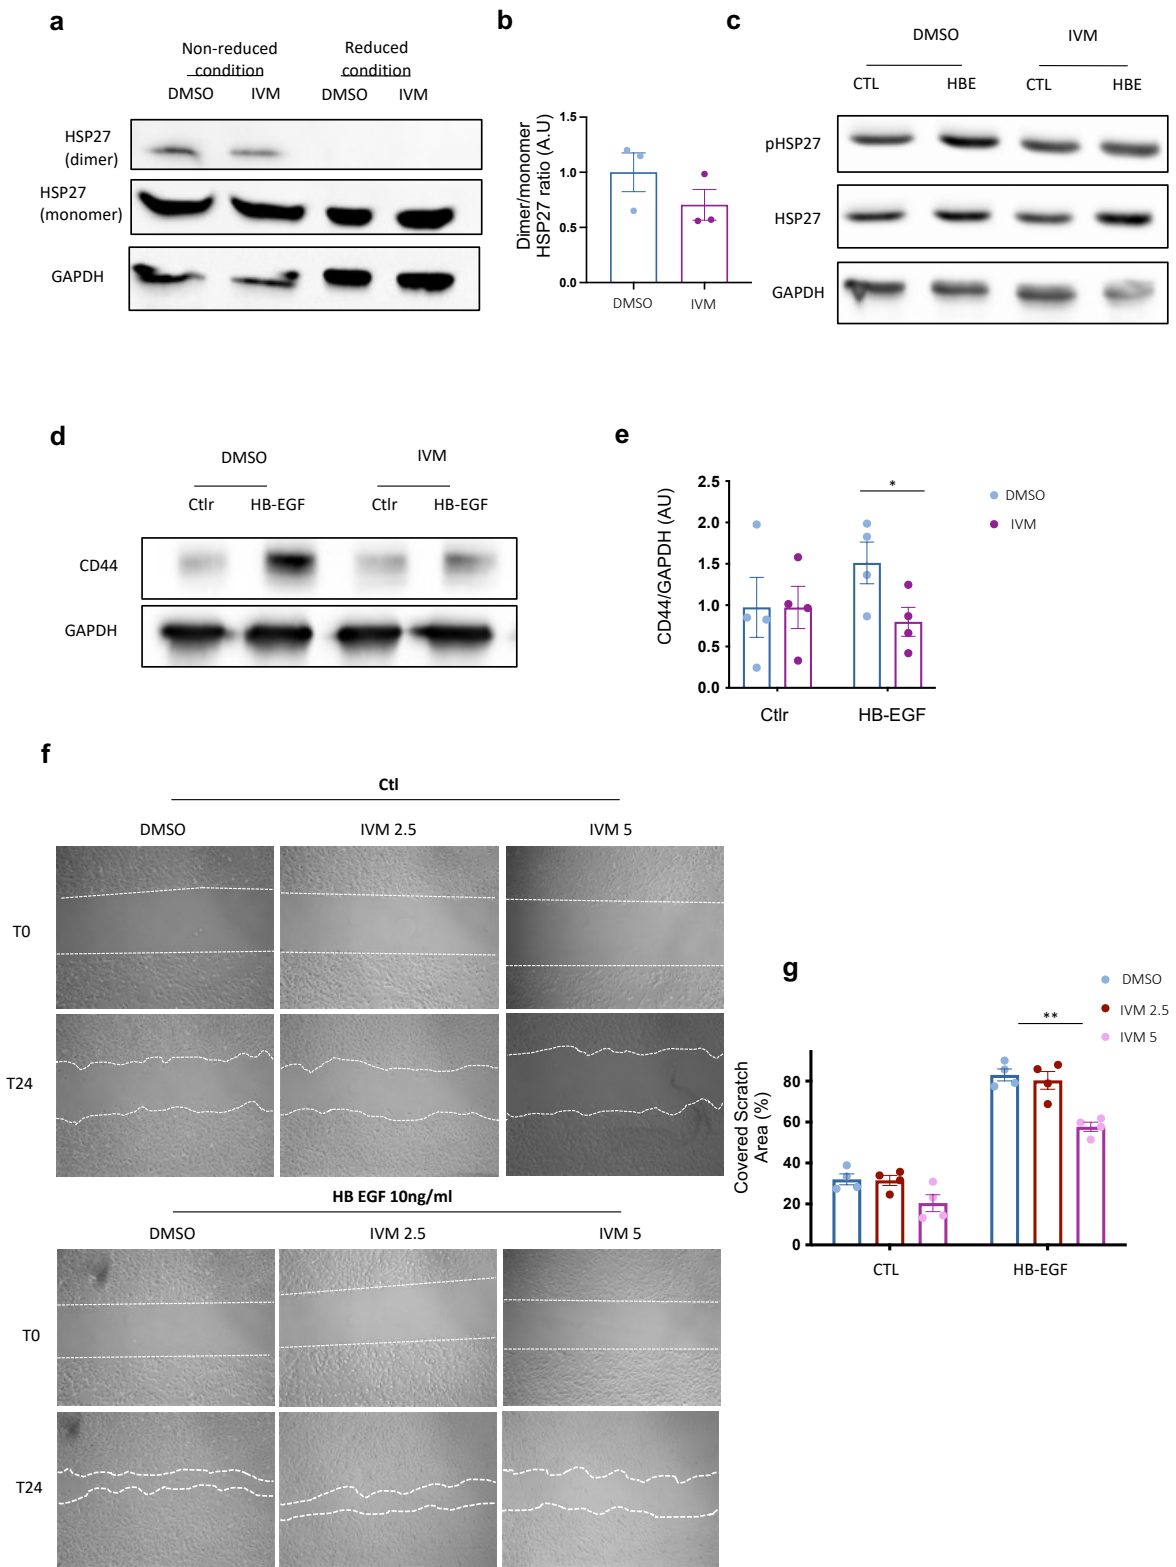 a
Non-reduced
condition
Reduced
condition
DMSO IVM DMSO IVM
HSP27
(dimer)
HSP27
(monomer)
GAPDH
b
Dimer/monomer
HSP27 ratio (A.U)
1.5
1.0
0.5
0.0
DMSO IVM
c
DMSO IVM
CTL HBE CTL HBE
pHSP27
HSP27
GAPDH
d
DMSO IVM
Ctlr HB-EGF Ctlr HB-EGF
CD44
GAPDH
e
CD44/GAPDH (AU)
2.5
2.0
1.5
1.0
0.5
0.0
*
DMSO
IVM
Ctlr HB-EGF
f
Ctl
DMSO IVM 2.5 IVM 5
T0
T24
HB EGF 10ng/ml
DMSO IVM 2.5 IVM 5
T0
T24
g
DMSO
IVM 2.5
IVM 5
**
Covered Scratch
Area (%)
80
60
40
20
0
CTL HB-EGF